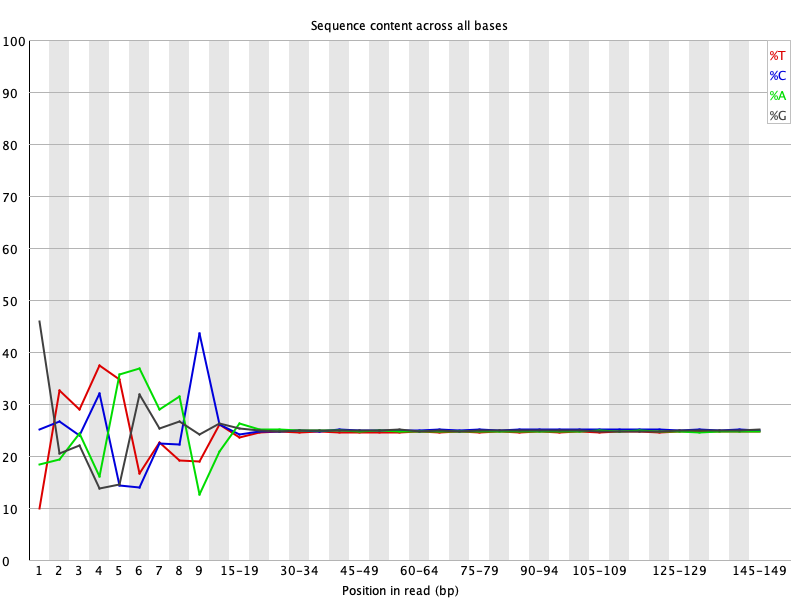 Sequence content across all bases
100
90
80
70
60
50
40
30
20
10
0
%T
%C
%A
%G
1 2 3 4 5 6 7 8 9 15-19 30-34 45-49 60-64 75-79 90-94 105-109 125-129 145-149
Position in read (bp)